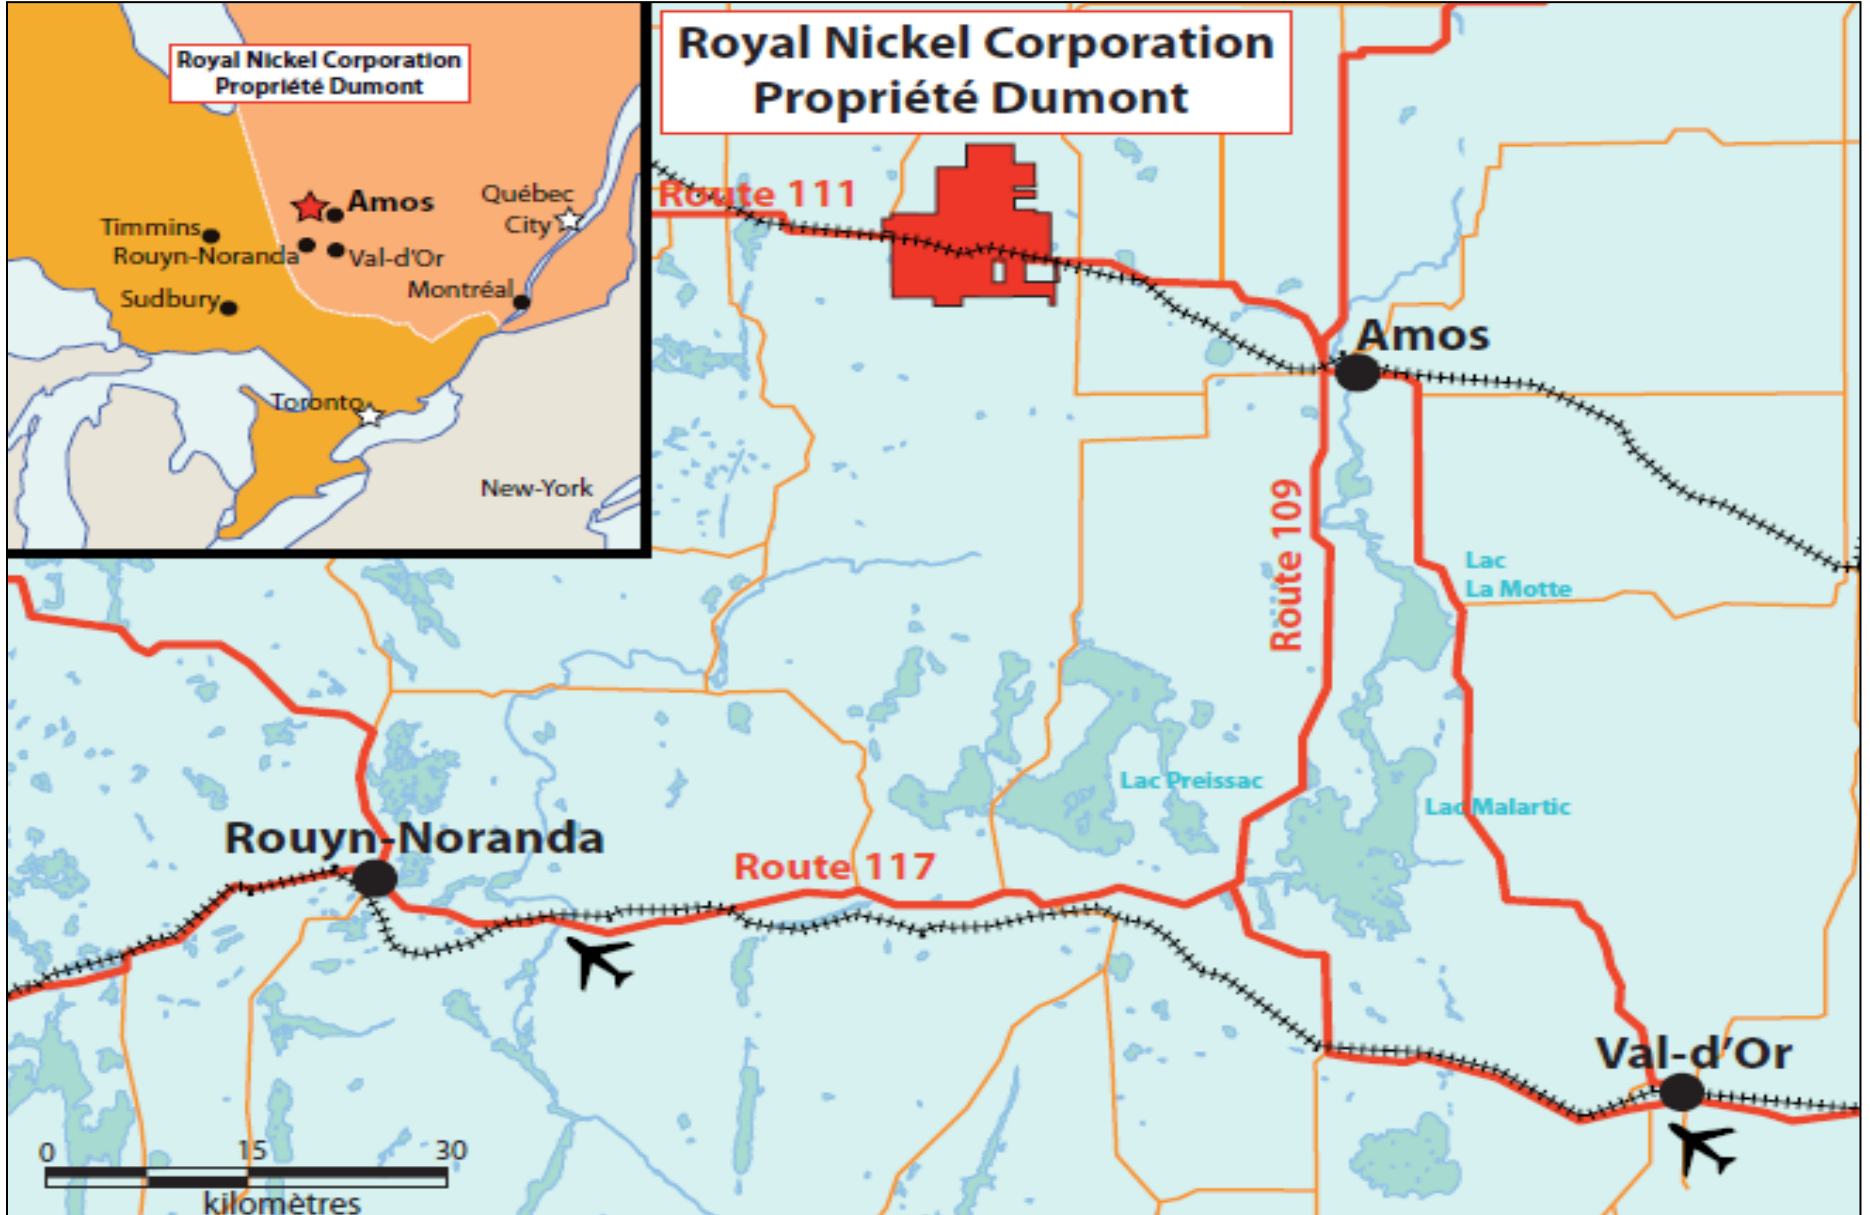 Royal Nickel Corporation
Propriété Dumont
Amos
Québec
City
Timmins
Rouyn-Noranda
Val-d'Or
Montréal
Sudbury
Toronto
New-York
Royal Nickel Corporation
Propriété Dumont
Route 111
Amos
Route 109
Lac
La Motte
Lac Preissac
Lac Malartic
Rouyn-Noranda
Route 117
Val-d'Or
0 15 30
kilomètres